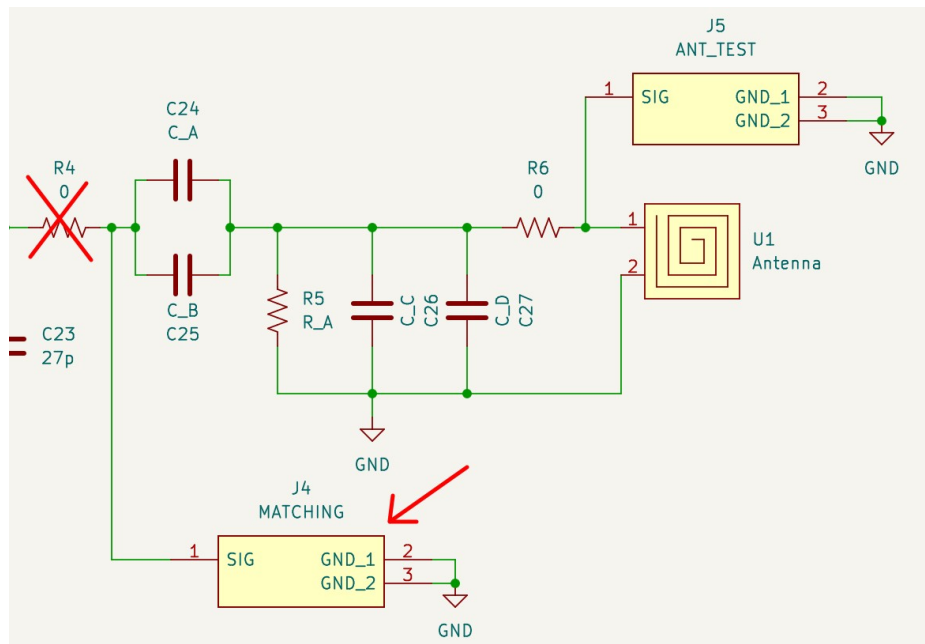 J5
ANT_TEST
1
SIG
GND_1
2
GND_2
3
GND
C24
C_A
R4
0
R6
0
1
2
U1
Antenna
C_B
C25
R5
R_A
C_C
C26
C_D
C27
C23
27p
GND
J4
MATCHING
1
SIG
GND_1
2
GND_2
3
GND